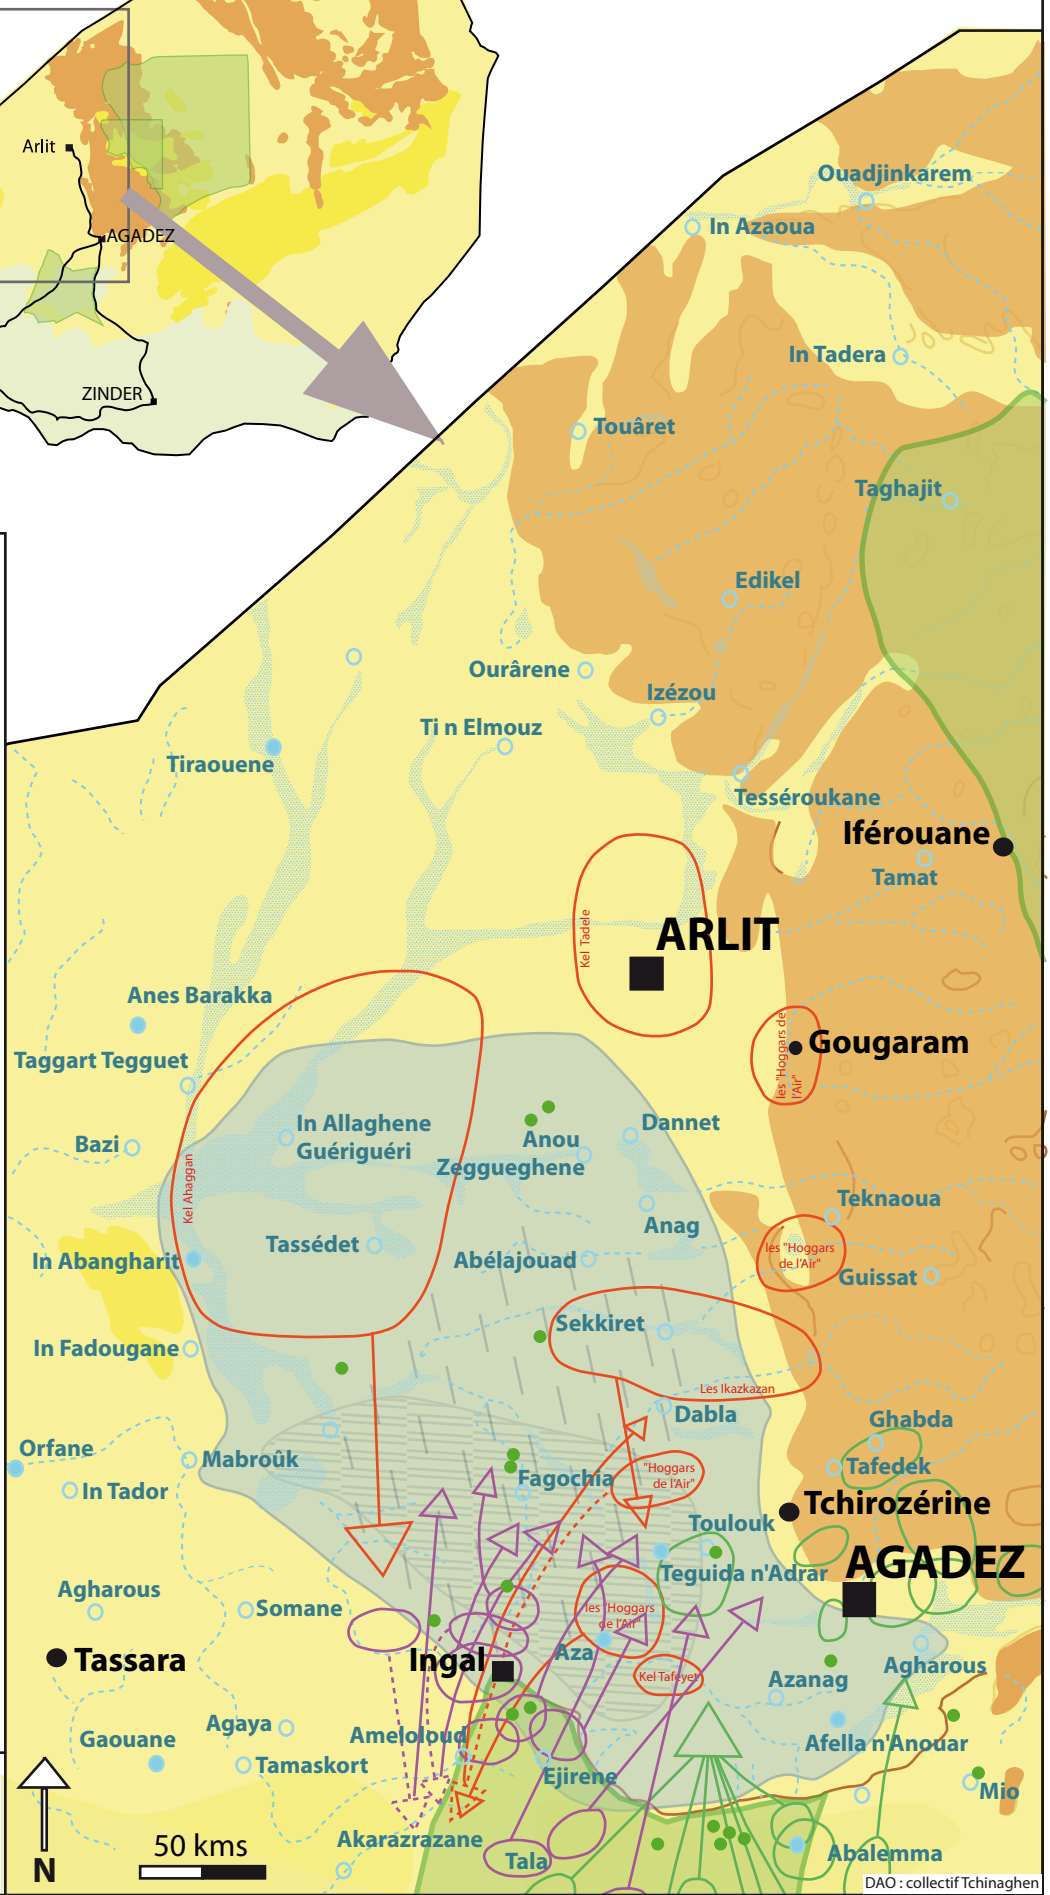 Arlit
AGADEZ
ZINDER
Ouadjinkarem
In Azaoua
In Tadera
Touâret
Taghajit
Edikel
Ourârene
Izézou
Ti n Elmouz
Tiraouene
Tesséroukane
Iférouane
Tamat
Kel Tadele
ARLIT
Anes Barakka
les "Hoggars de
l'Aïr"
Gougaram
Taggart Tegguet
In Allaghene
Guériguéri
Dannet
Anou
Zeggueghene
Bazi
Kel Ahaggan
Teknaoua
Anag
Tassédet
Abélajouad
In Abangharit
les "Hoggars
de l'Aïr"
Guissat
Sekkiret
In Fadougane
Les Ikazkazan
Dabla
Ghabda
Orfane
Mabroûk
Tafedek
In Tador
Fagochia
"Hoggars
de l'Aïr"
Tchirozérine
Toulouk
AGADEZ
Teguida n'Adrar
Agharous
Somane
les "Hoggars
de l'Aïr"
Tassara
Ingal
Aza
Kel Tafeyet
Azanag
Agharous
Agaya
Gaouane
Ameloloud
Afella n'Anouar
Tamaskort
Ejirene
Mio
50 kms
N
Akarazrazane
Tala
Abalemma
DAO : collectif Tchinaghen